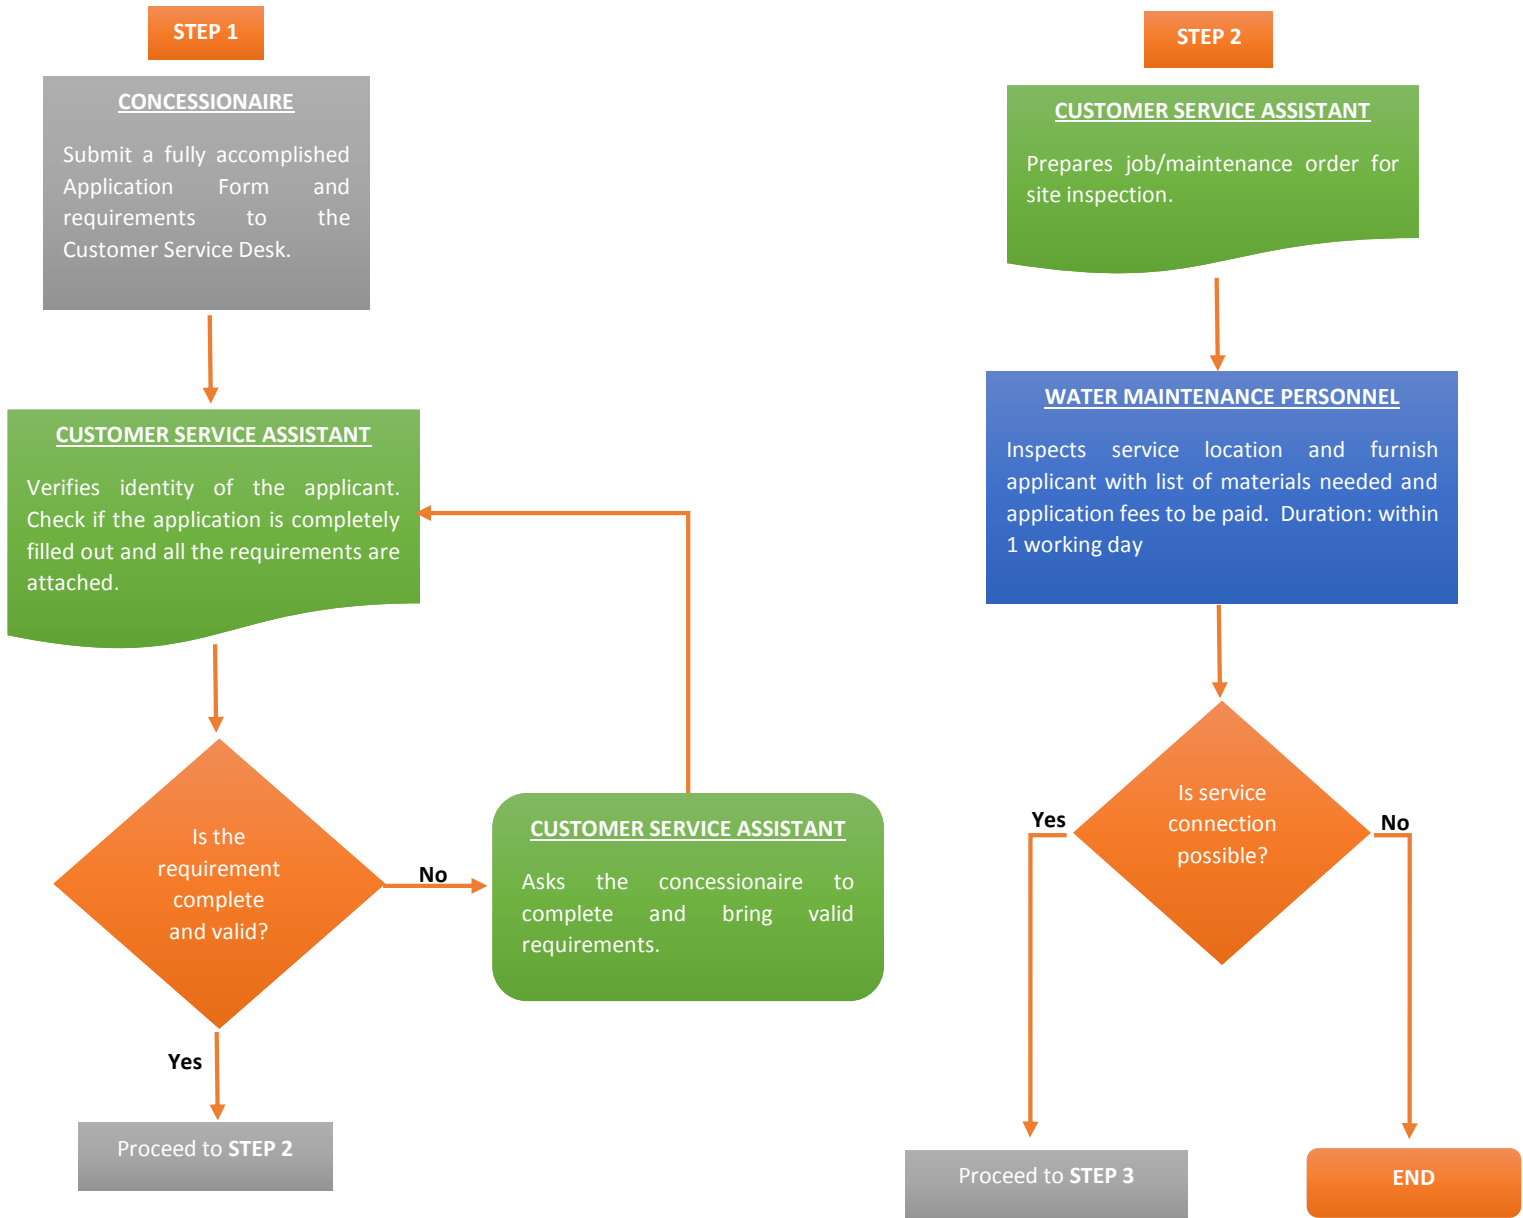 STEP 1
CONCESSIONAIRE
Submit a fully accomplished
Application Form and
requirements to the
Customer Service Desk.
CUSTOMER SERVICE ASSISTANT
Verifies identity of the applicant.
Check if the application is completely
filled out and all the requirements are
attached.
Is the
requirement
complete
and valid?
No
CUSTOMER SERVICE ASSISTANT
Asks the concessionaire to
complete and bring valid
requirements.
Yes
Proceed to STEP 2
STEP 2
CUSTOMER SERVICE ASSISTANT
Prepares job/maintenance order for
site inspection.
WATER MAINTENANCE PERSONNEL
Inspects service location and furnish
applicant with list of materials needed and
application fees to be paid.  Duration: within
1 working day
Is service
connection
possible?
Yes
No
Proceed to STEP 3
END